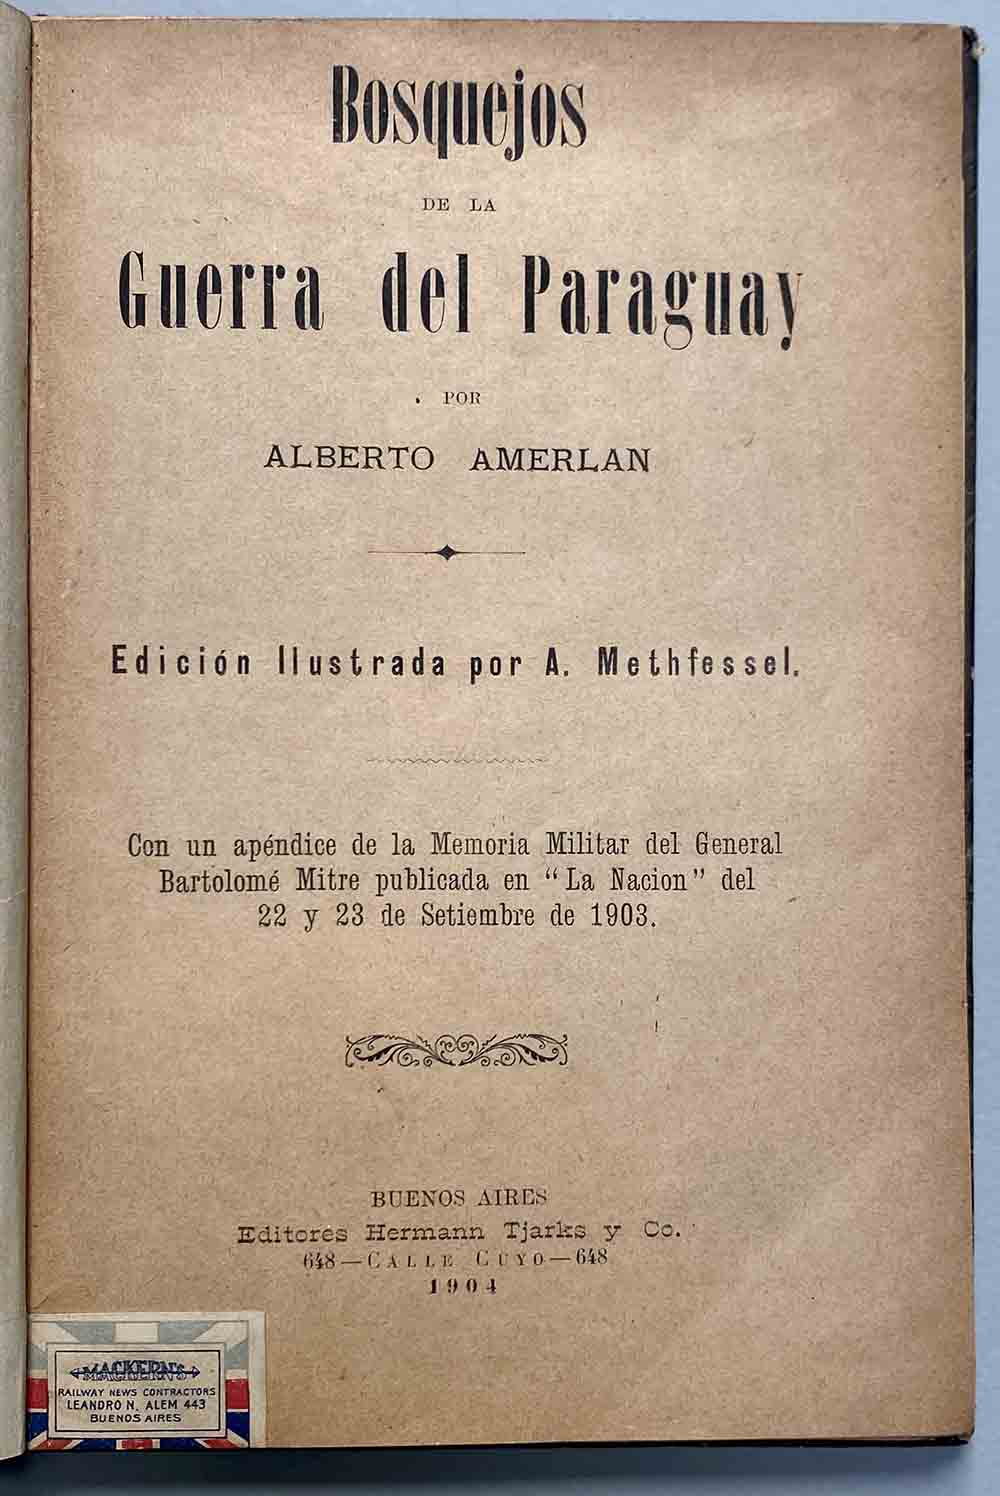 Bosquejos
DE LA
Guerra del Paraguay
POR
ALBERTO AMERLAN
Edición Ilustrada por A. Methfessel.
Con un apéndice de la Memoria Militar del General
Bartolomé Mitre publicada en “La Nacion” del
22 y 23 de Setiembre de 1903.
BUENOS AIRES
Editores Hermann Tjarks y Co.
648—CALLE CUYO—648
1904
MACKERN'S
RAILWAY NEWS CONTRACTORS
LEANDRO N. ALEM 443
BUENOS AIRES